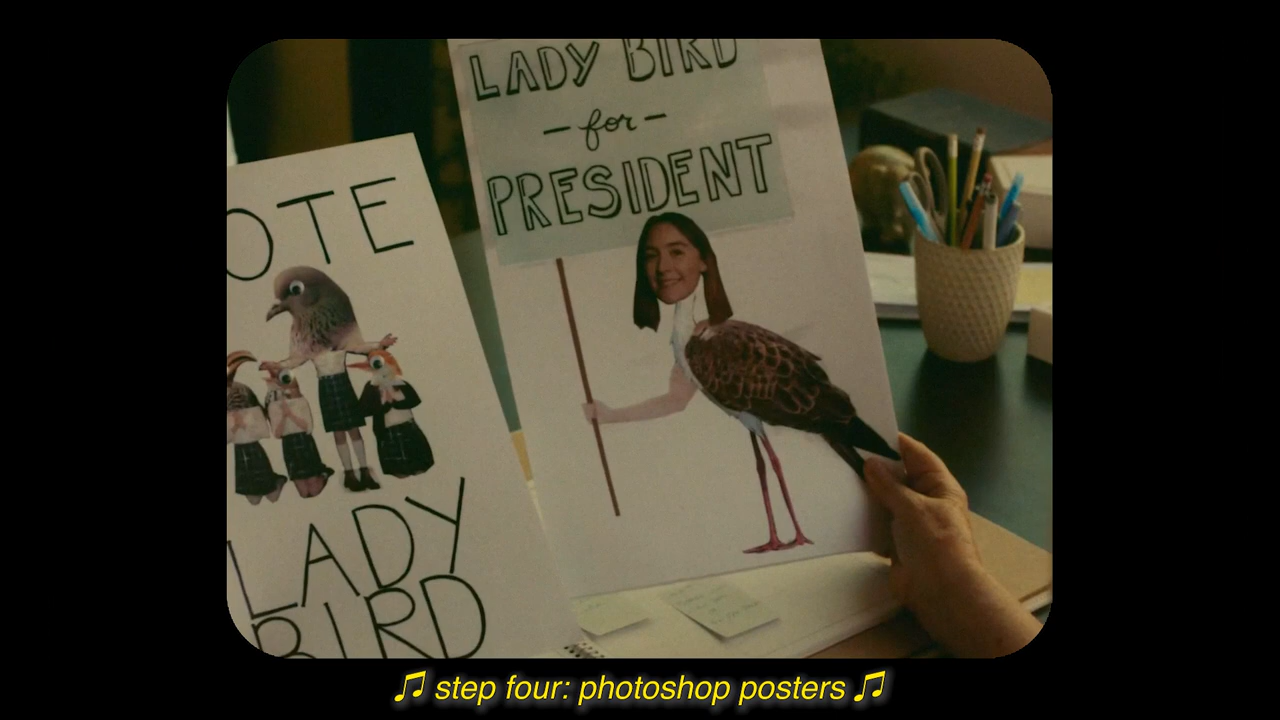 OTE
LADY
BIRD
LADY BIRD
- for -
PRESIDENT
♫ step four: photoshop posters ♫